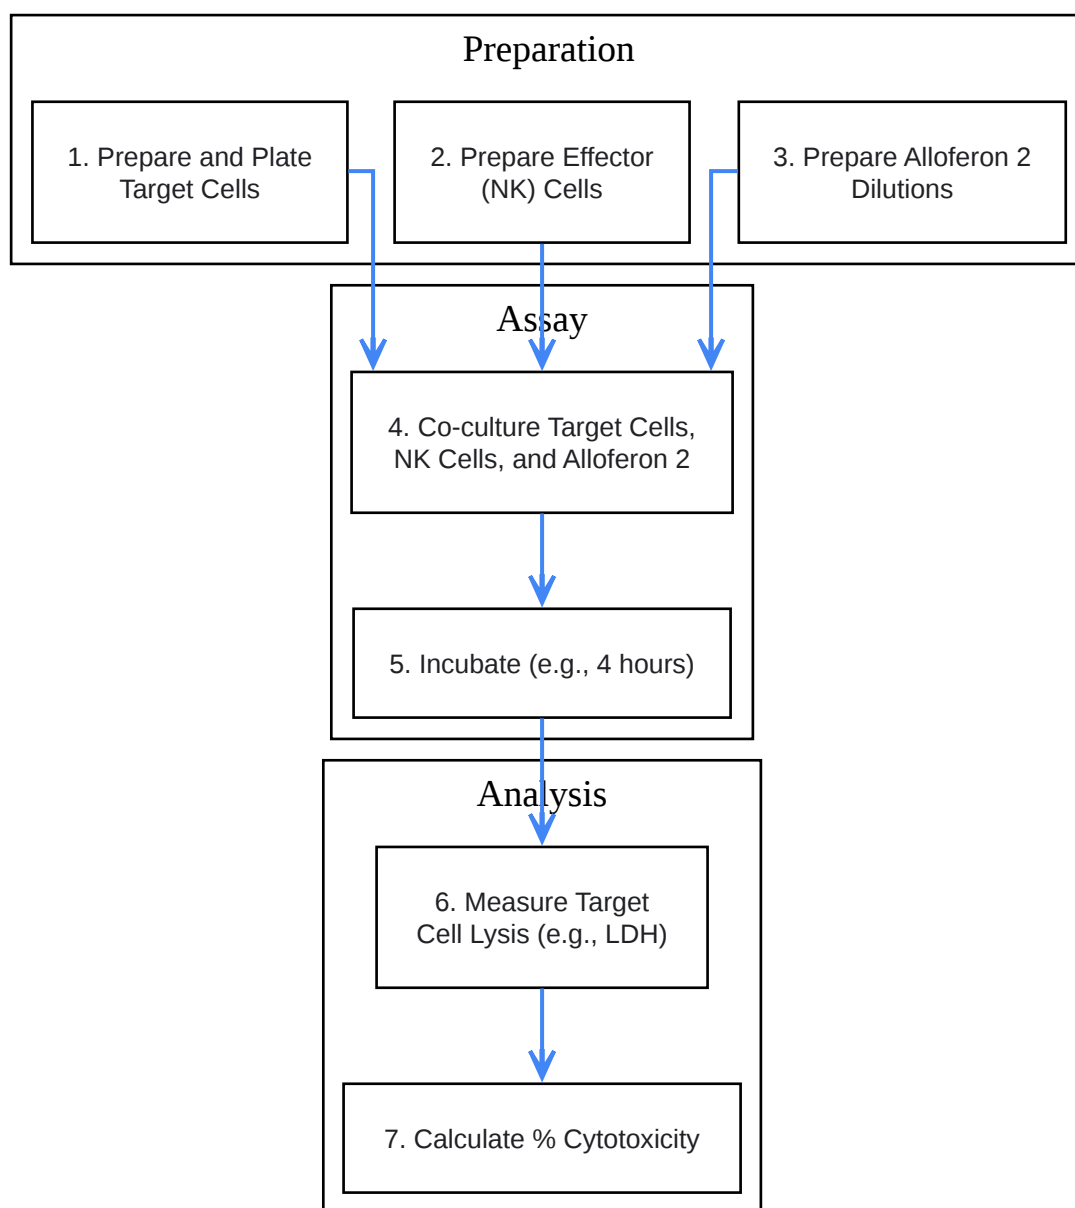 Preparation
1. Prepare and Plate
Target Cells
2. Prepare Effector
(NK) Cells
3. Prepare Alloferon 2
Dilutions
Assay
4. Co-culture Target Cells,
NK Cells, and Alloferon 2
5. Incubate (e.g., 4 hours)
Analysis
6. Measure Target
Cell Lysis (e.g., LDH)
7. Calculate % Cytotoxicity